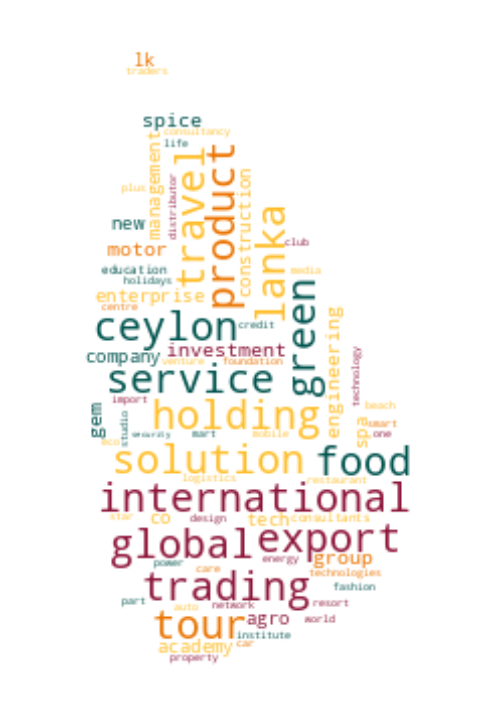 lk
traders
spice
consultancy
life
management
travel
product
distributor
plus
construction
new
lanka
motor
club
education
media
holidays
enterprise
green
centre
ceylon
credit
engineering
company
investment
venture
foundation
technology
service
import
holding
beach
gem
studio
smart
spa
security
mart
mobile
one
eco
solution
food
logistics
restaurant
international
star
co
design
tech
consultants
global
export
energy
group
power
care
technologies
trading
fashion
part
auto
network
resort
tour
agro
world
institute
academy
car
property